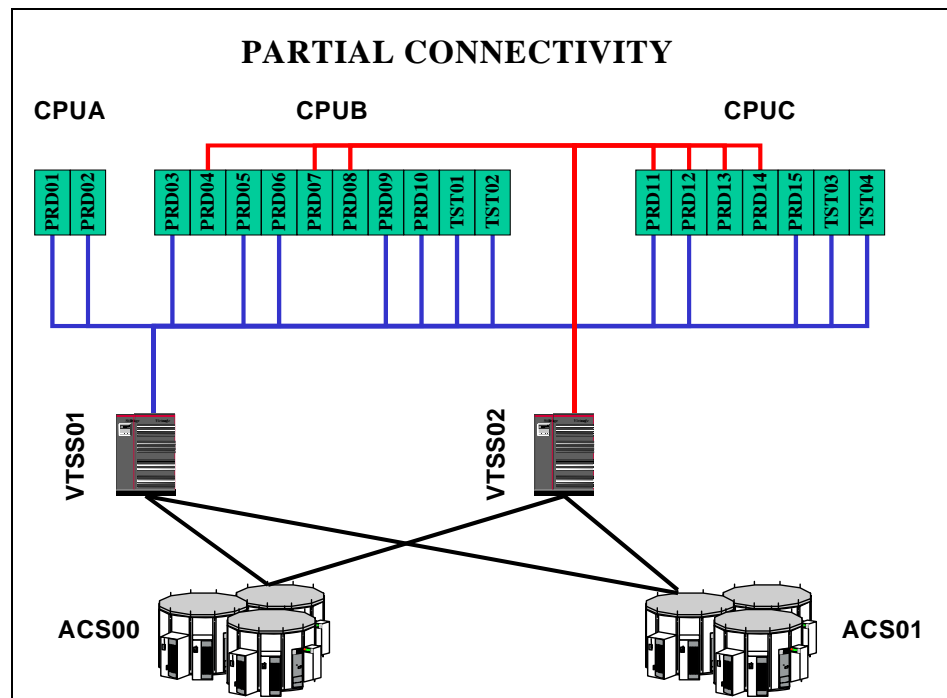 PARTIAL CONNECTIVITY
CPUA
CPUB
CPUC
PRD01
PRD02
PRD03
PRD04
PRD05
PRD06
PRD07
PRD08
PRD09
PRD10
TST01
TST02
PRD11
PRD12
PRD13
PRD14
PRD15
TST03
TST04
VTSS01
VTSS02
ACS00
ACS01